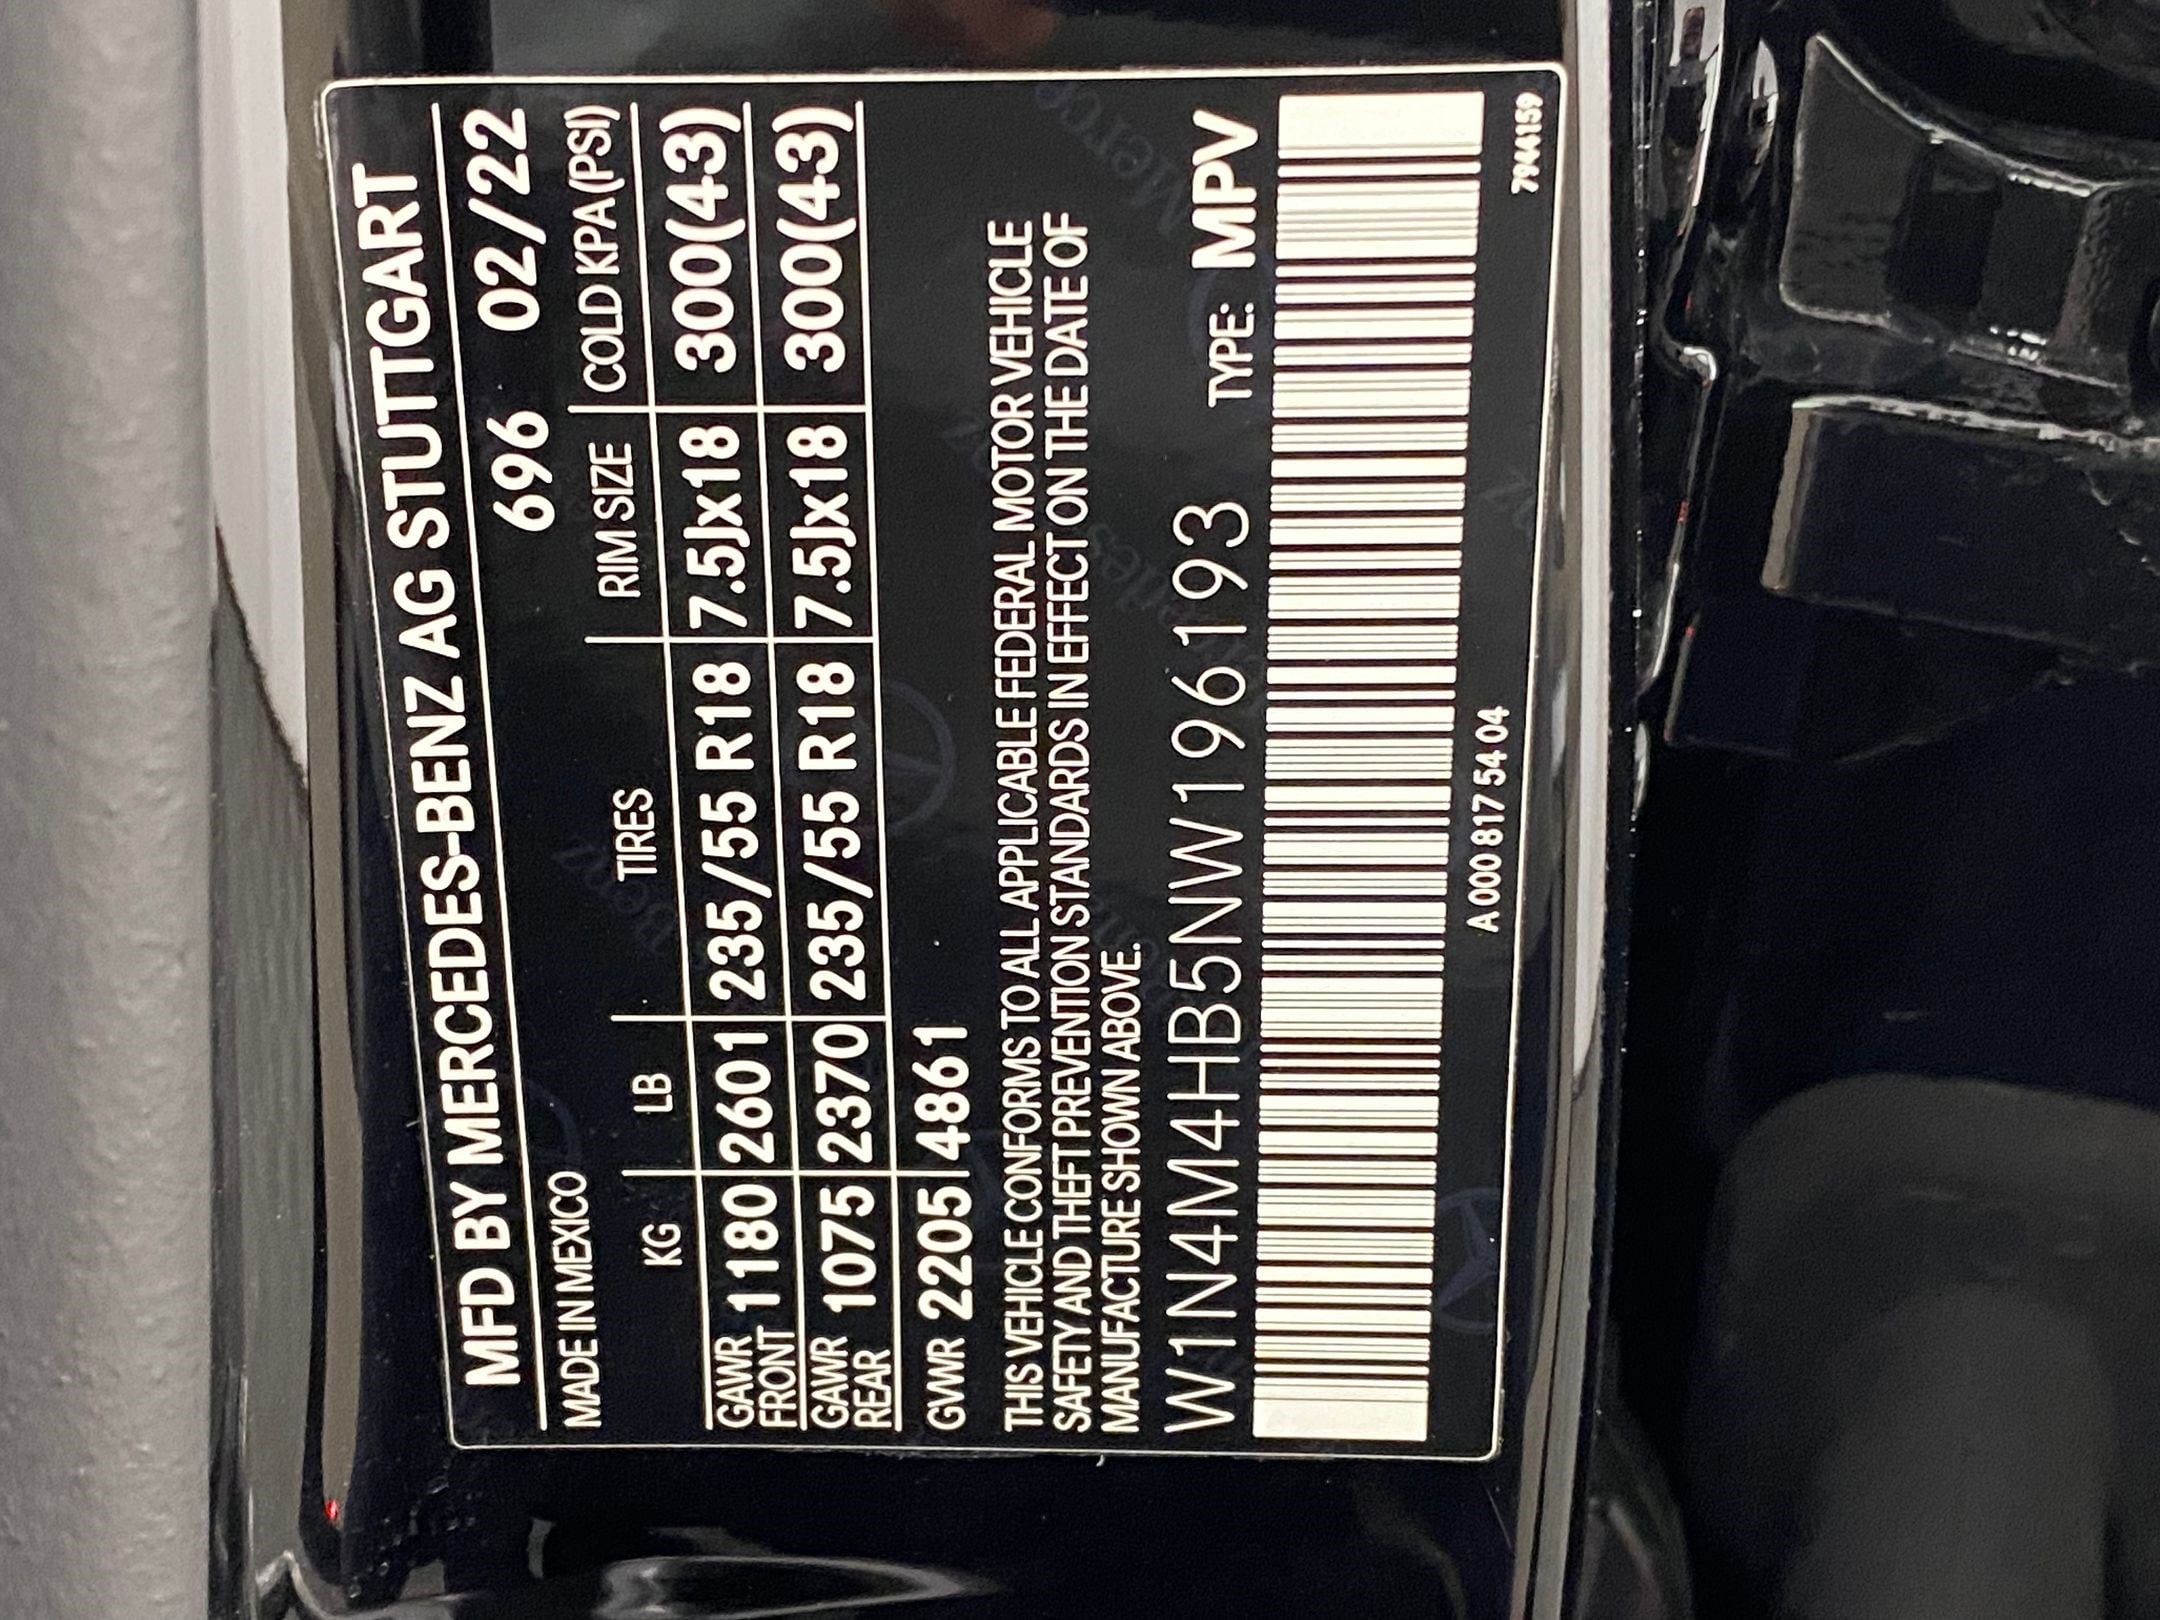 MFD BY MERCEDES-BENZ AG STUTTGART
MADE IN MEXICO 696 02/22
KG LB TIRES RIM SIZE COLD KPA (PSI)
GAWR FRONT 1180 2601 235/55 R18 7.5Jx18 300(43)
GAWR REAR 1075 2370 235/55 R18 7.5Jx18 300(43)
GVWR 2205 4861
THIS VEHICLE CONFORMS TO ALL APPLICABLE FEDERAL MOTOR VEHICLE
SAFETY AND THEFT PREVENTION STANDARDS IN EFFECT ON THE DATE OF
MANUFACTURE SHOWN ABOVE.
W1N4M4HB5NW196193 TYPE: MPV
A 000 817 54 04
7944159